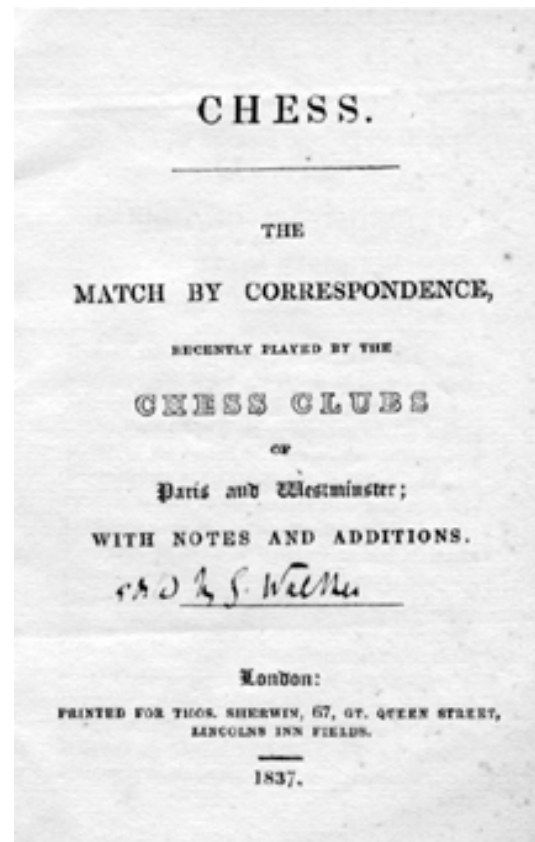 CHESS.
THE
MATCH BY CORRESPONDENCE,
RECENTLY PLAYED BY THE
CHESS CLUBS
OF
Paris and Westminster;
WITH NOTES AND ADDITIONS.
London:
PRINTED FOR THOS. SHERWIN, 67, GT. QUEEN STREET,
LINCOLNS INN FIELDS.
1837.